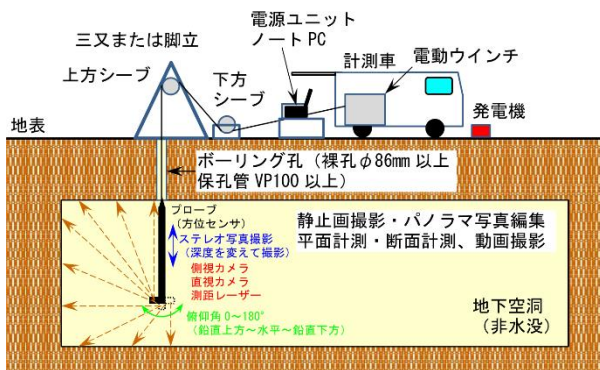 電源ユニット
ノートPC
三又または脚立
上方シーブ
下方
シーブ
計測車
電動ウインチ
発電機
地表
ボーリング孔（裸孔φ86mm 以上
保孔管 VP100 以上）
プローブ
（方位センサ）
ステレオ写真撮影
（深度を変えて撮影）
側視カメラ
直視カメラ
測距レーザー
俯仰角 0～180°
（鉛直上方～水平～鉛直下方）
静止画撮影・パノラマ写真編集
平面計測・断面計測、動画撮影
地下空洞
（非水没）